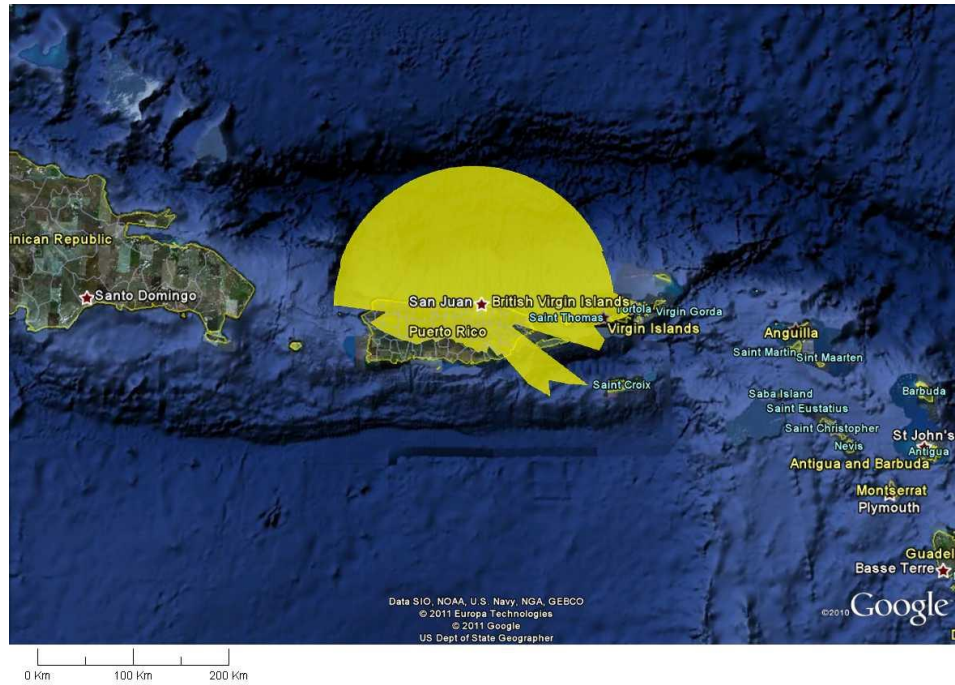 inican Republic
Santo Domingo
San Juan
British Virgin Islands
Tortola
Virgin Gorda
Saint Thomas
Virgin Islands
Puerto Rico
Anguilla
Saint Martin
Sint Maarten
Saint Croix
Saba Island
Barbuda
Saint Eustatius
Saint Christopher
St John's
Nevis
Antigua
Antigua and Barbuda
Montserrat
Plymouth
Guadel
Basse Terre
Data SIO, NOAA, U.S. Navy, NGA, GEBCO
© 2011 Europa Technologies
© 2011 Google
US Dept of State Geographer
©2010 Google
0 Km 100 Km 200 Km